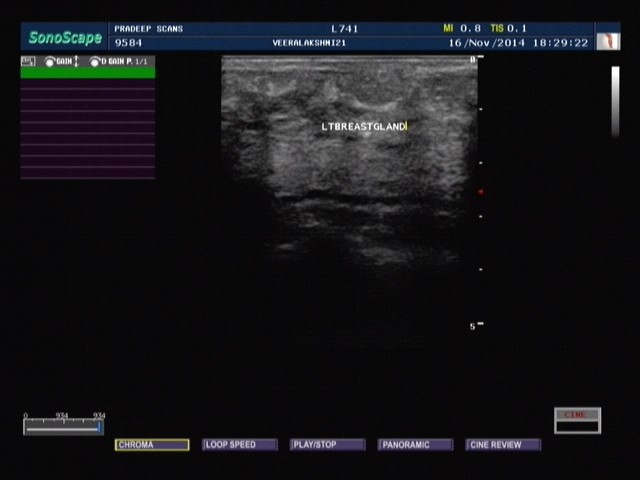 SonoScape
PRADEEP SCANS
L741
MI 0.8 TIS 0.1
9584
VEERALAKSHMI21
16/Nov/2014 18:29:22
GAIN
D GAIN P. 1/1
0
LTBREASTGLAND
5
0 934 934
CINE
CHROMA
LOOP SPEED
PLAY/STOP
PANORAMIC
CINE REVIEW